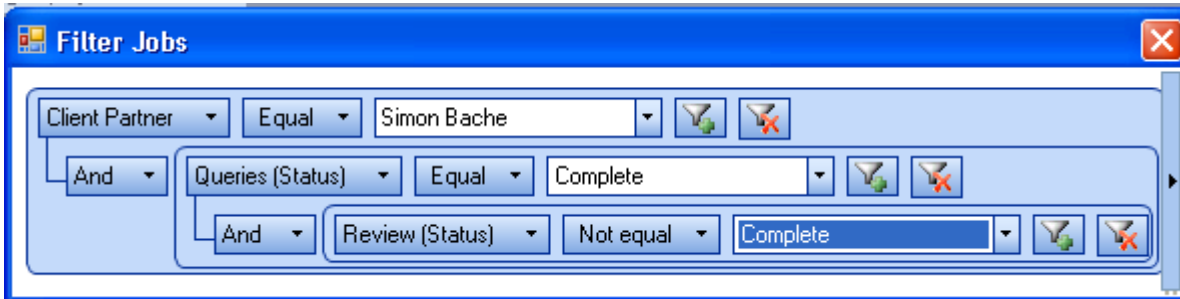 Filter Jobs
Client Partner Equal Simon Bache
And Queries (Status) Equal Complete
And Review (Status) Not equal Complete